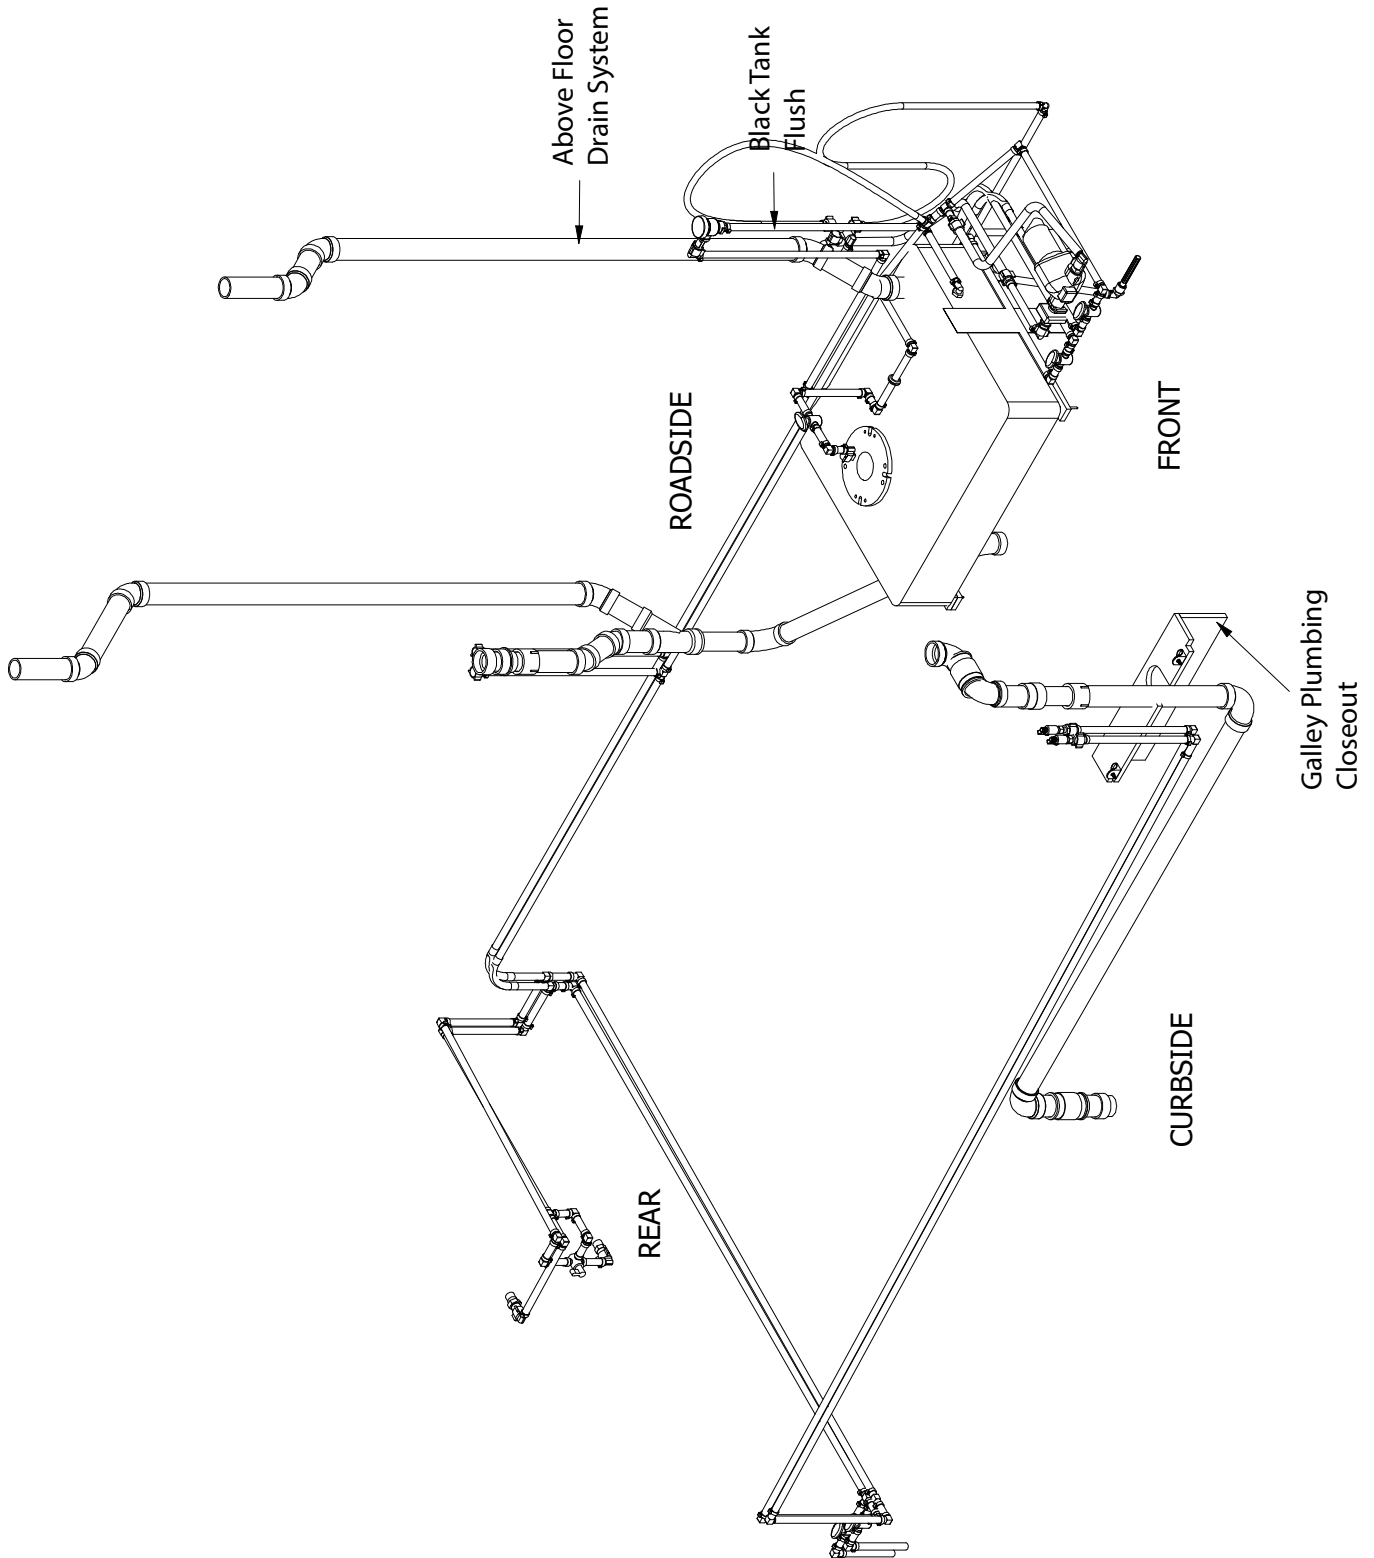 Above Floor
Drain System
Black Tank
Flush
ROADSIDE
FRONT
Galley Plumbing
Closeout
CURBSIDE
REAR